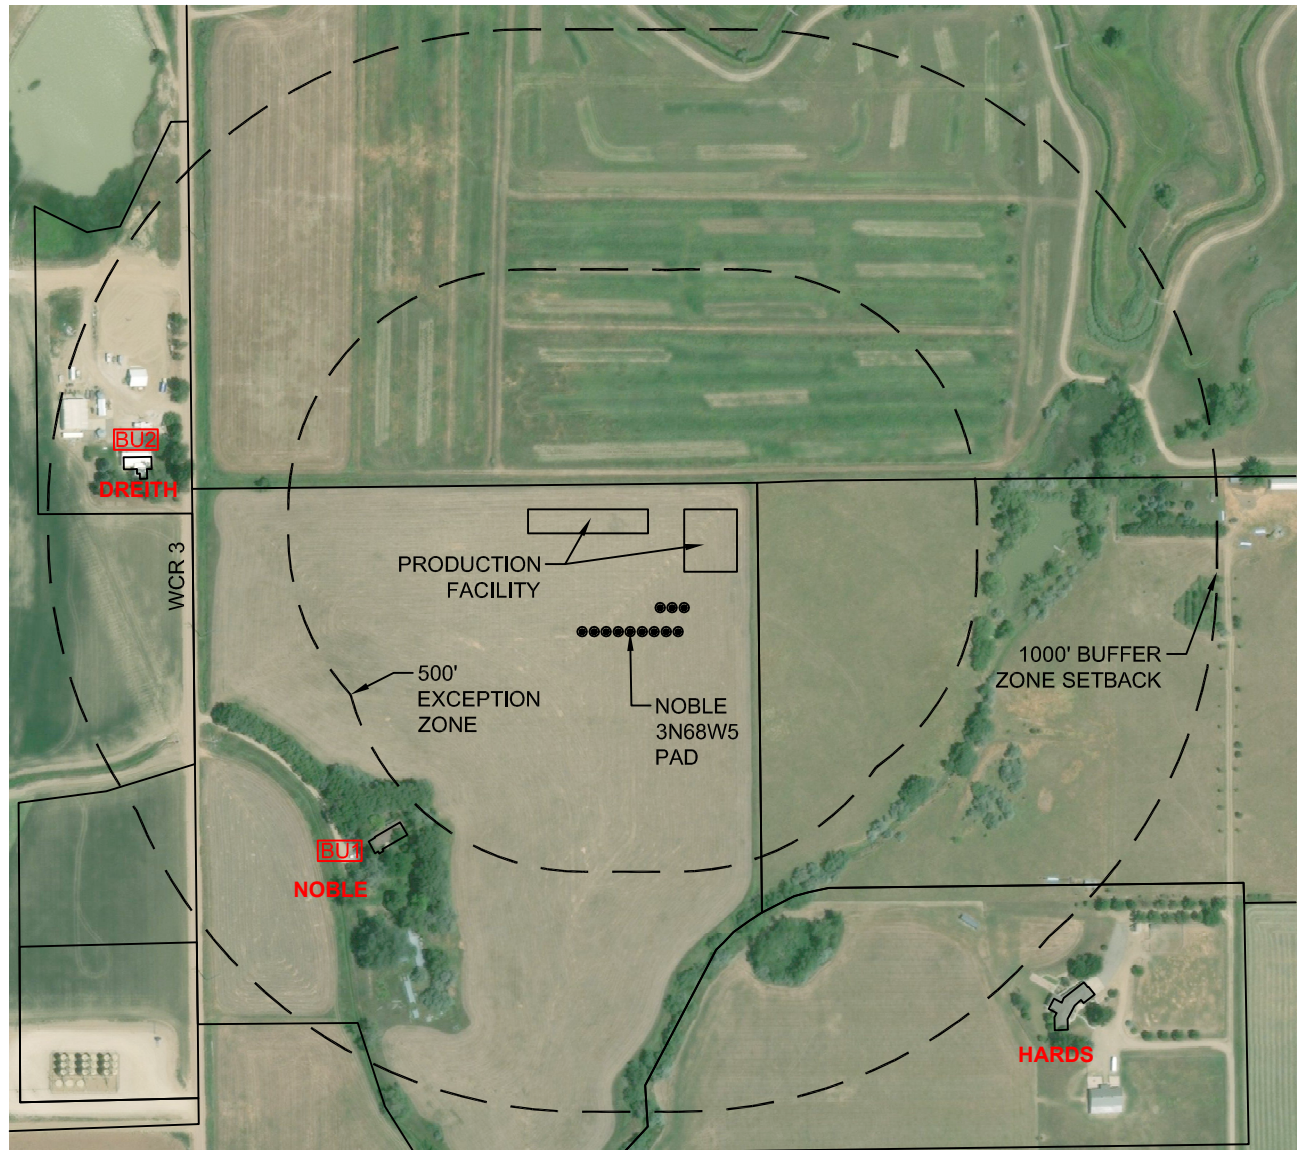 BU2
DREITH
WCR 3
PRODUCTION
FACILITY
500'
EXCEPTION
ZONE
NOBLE
3N68W5
PAD
1000' BUFFER
ZONE SETBACK
BU1
NOBLE
HARDS